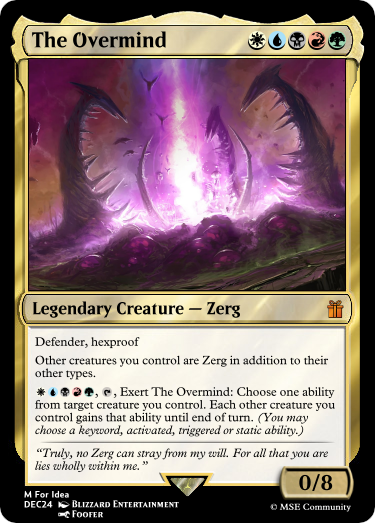 The Overmind
Legendary Creature — Zerg
Defender, hexproof
Other creatures you control are Zerg in addition to their
other types.
, , Exert The Overmind: Choose one ability
from target creature you control. Each other creature you
control gains that ability until end of turn. (You may
choose a keyword, activated, triggered or static ability.)
“Truly, no Zerg can stray from my will. For all that you are
lies wholly within me.”
0/8
M For Idea
DEC24 Blizzard Entertainment
Footer
© MSE Community